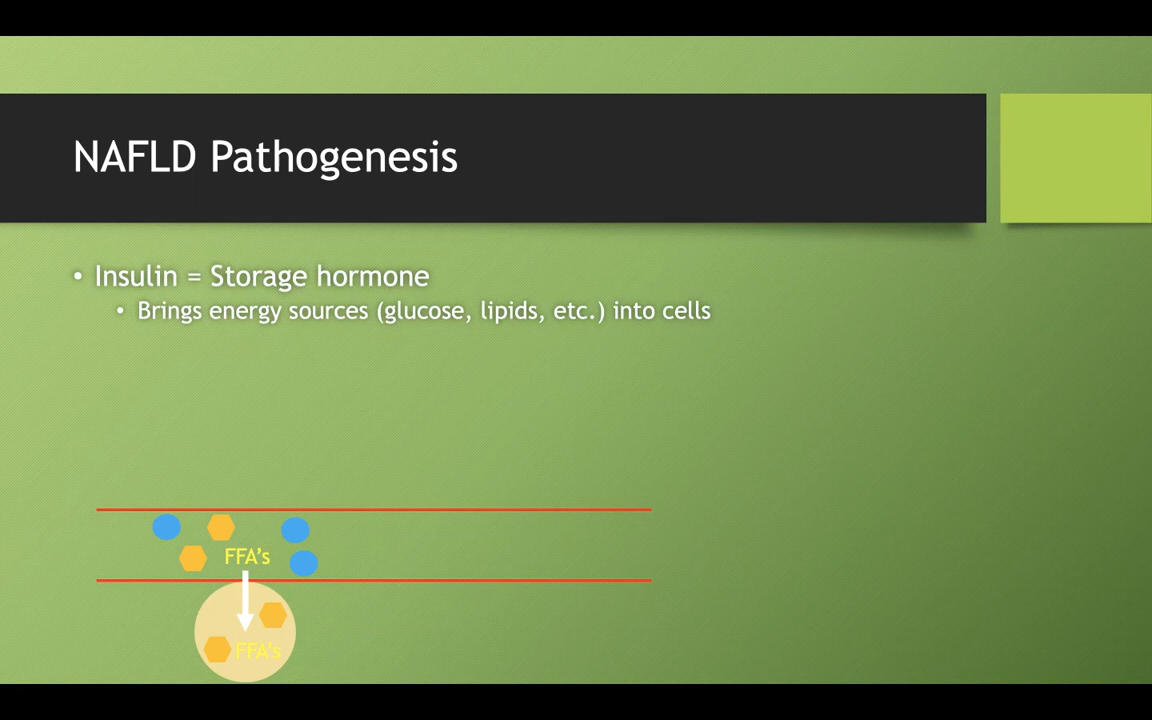 NAFLD Pathogenesis
• Insulin = Storage hormone
• Brings energy sources (glucose, lipids, etc.) into cells
FFA's
FFA's